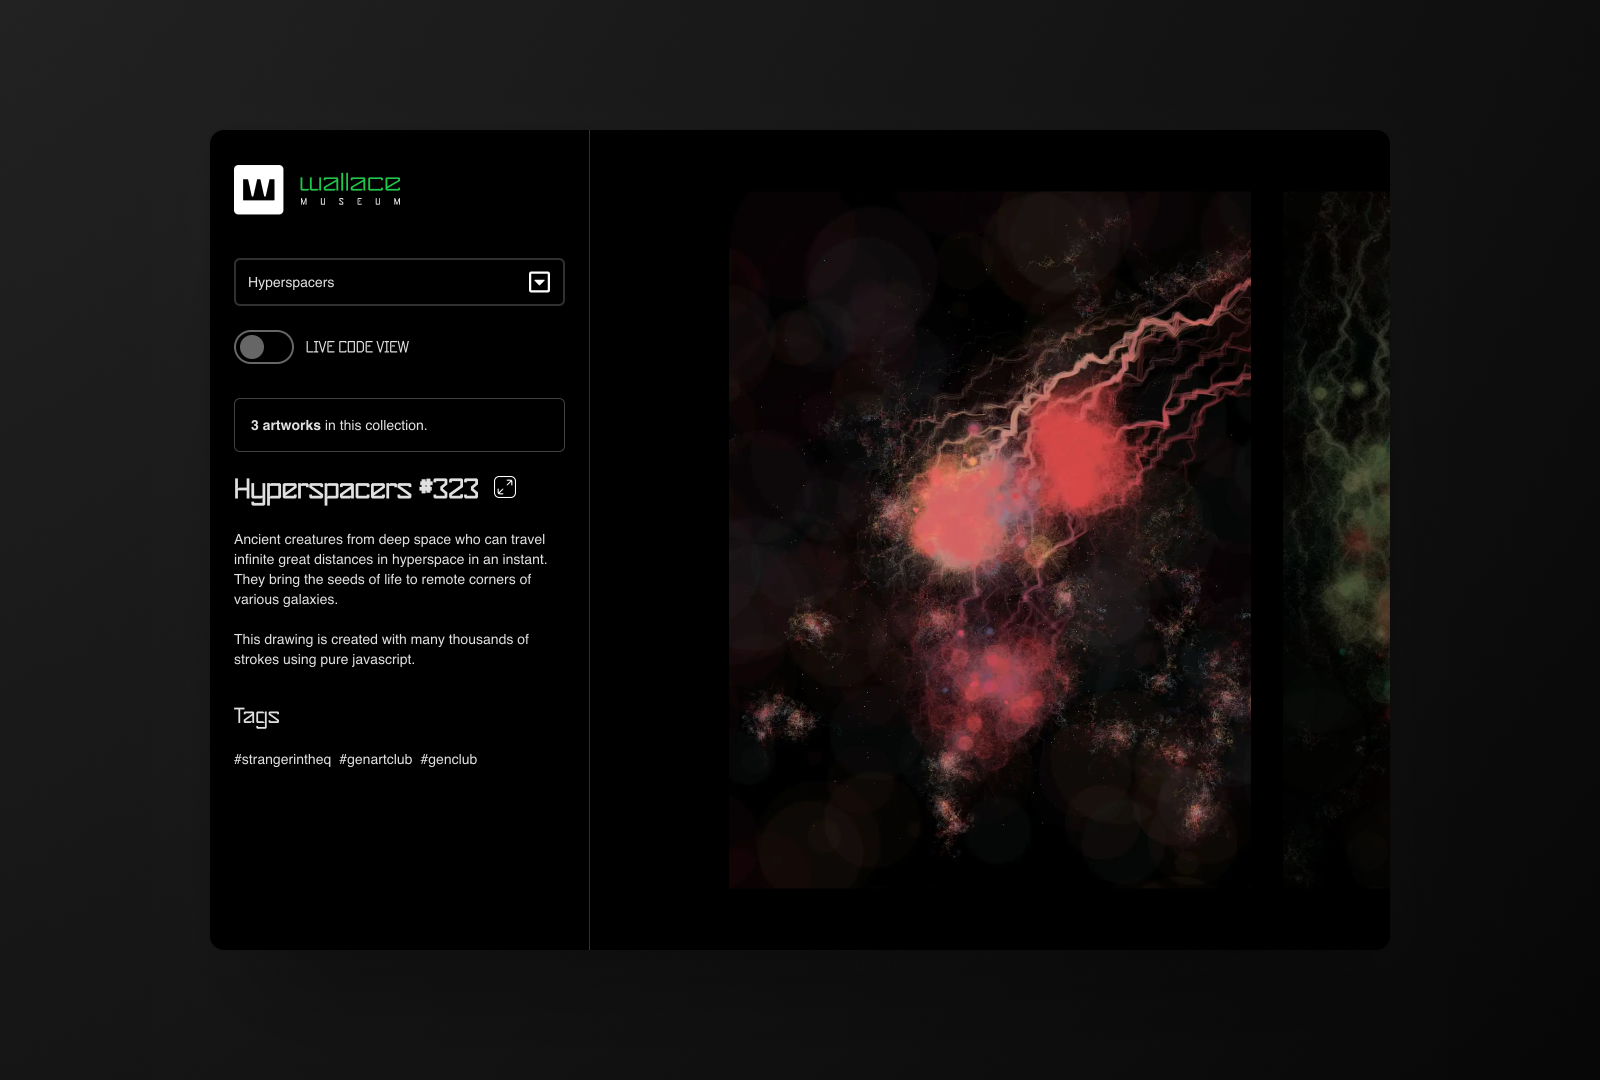 W
wallace
MUSEUM
Hyperspacers
LIVE CODE VIEW
3 artworks in this collection.
Hyperspacers #323
Ancient creatures from deep space who can travel
infinite great distances in hyperspace in an instant.
They bring the seeds of life to remote corners of
various galaxies.
This drawing is created with many thousands of
strokes using pure javascript.
Tags
#strangerintheq #genartclub #genclub